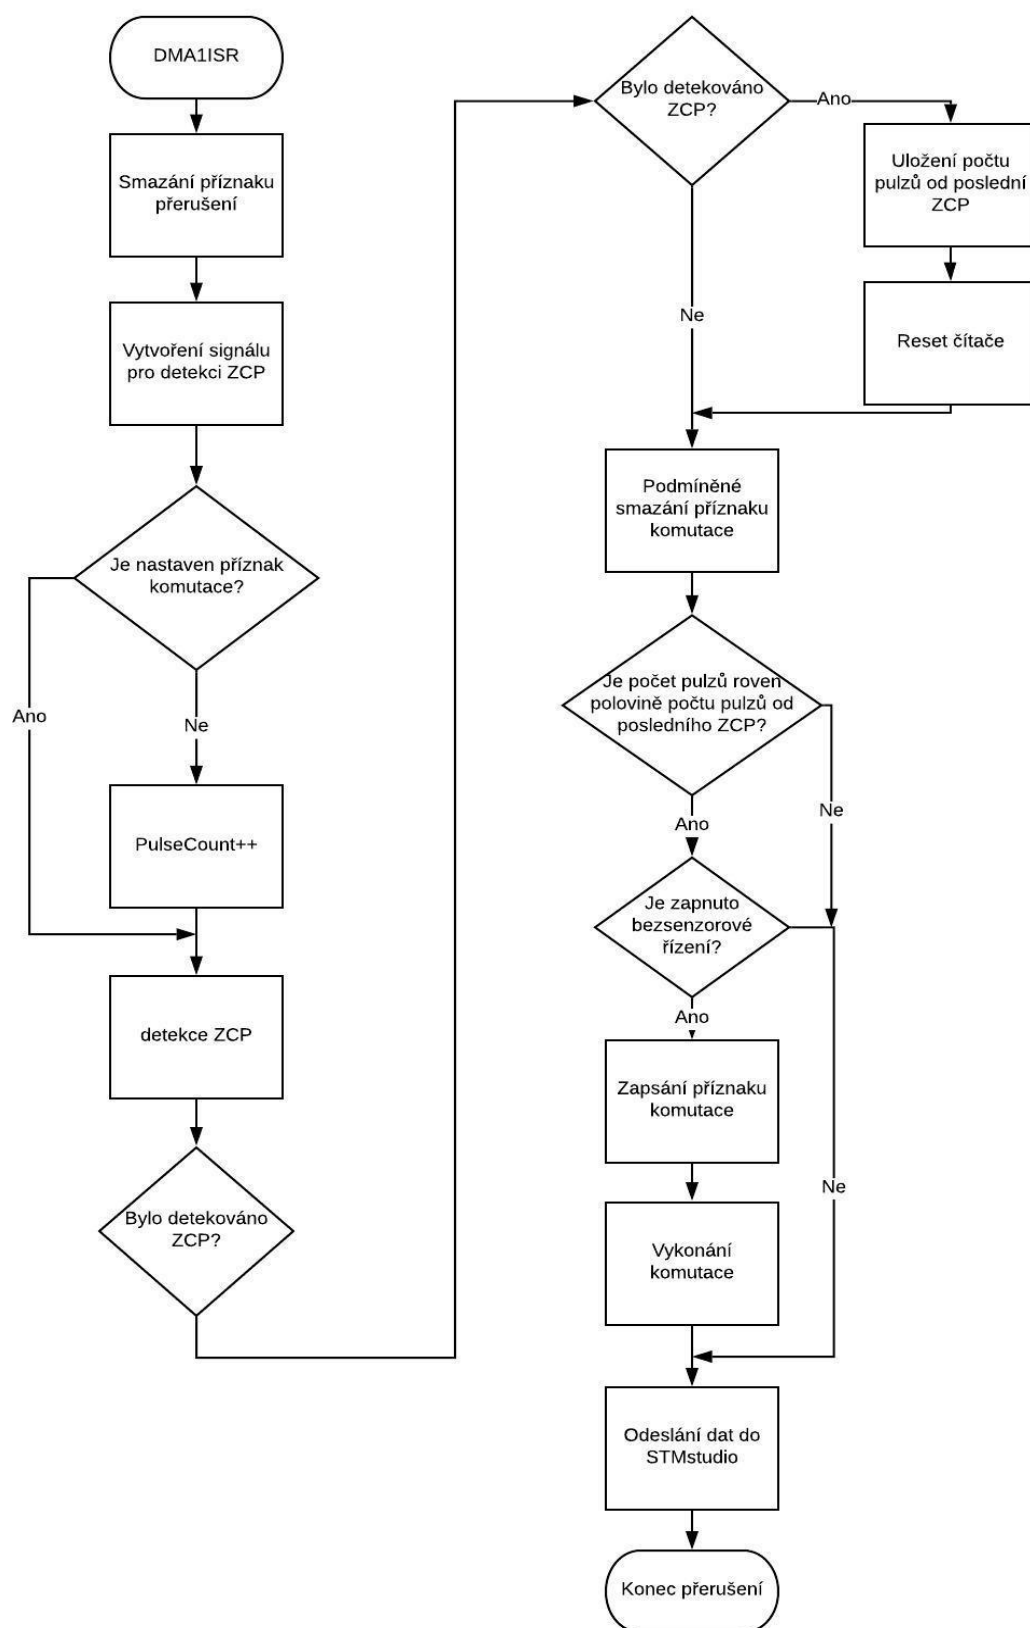 DMA1ISR
Smazání příznaku
přerušení
Vytvoření signálu
pro detekci ZCP
Je nastaven příznak
komutace?
Ano
Ne
PulseCount++
detekce ZCP
Bylo detekováno
ZCP?
Bylo detekováno
ZCP?
Ano
Uložení počtu
pulzů od poslední
ZCP
Reset čítače
Ne
Podmíněné
smazání příznaku
komutace
Je počet pulzů roven
polovině počtu pulzů od
posledního ZCP?
Ne
Ano
Je zapnuto
bezsenzorové
řízení?
Ano
Zapsání příznaku
komutace
Ne
Vykonání
komutace
Odeslání dat do
STMstudio
Konec přerušení